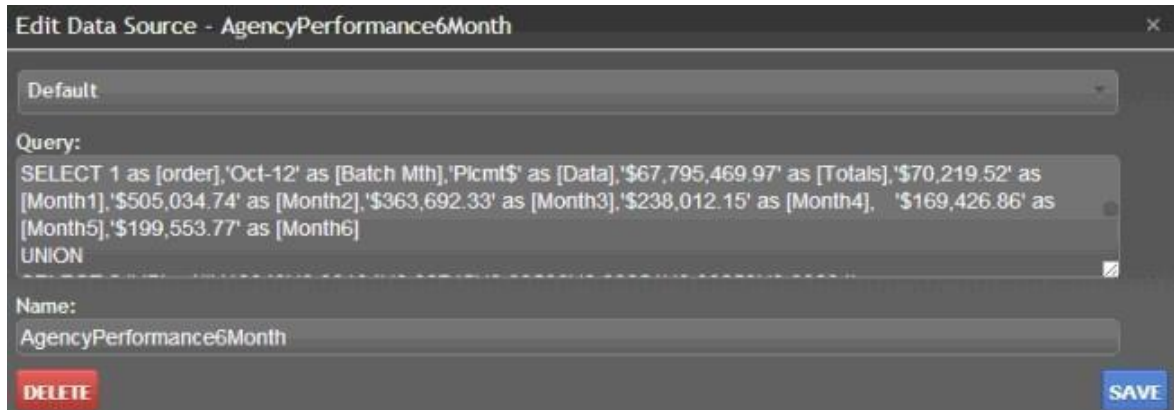 Edit Data Source - AgencyPerformance6Month ×
Default
Query:
SELECT 1 as [order],'Oct-12' as [Batch Mth],'Plcmt$' as [Data],'$67,795,469.97' as [Totals],'$70,219.52' as
[Month1],'$505,034.74' as [Month2],'$363,692.33' as [Month3],'$238,012.15' as [Month4], '$169,426.86' as
[Month5],'$199,553.77' as [Month6]
UNION
Name:
AgencyPerformance6Month
DELETE SAVE